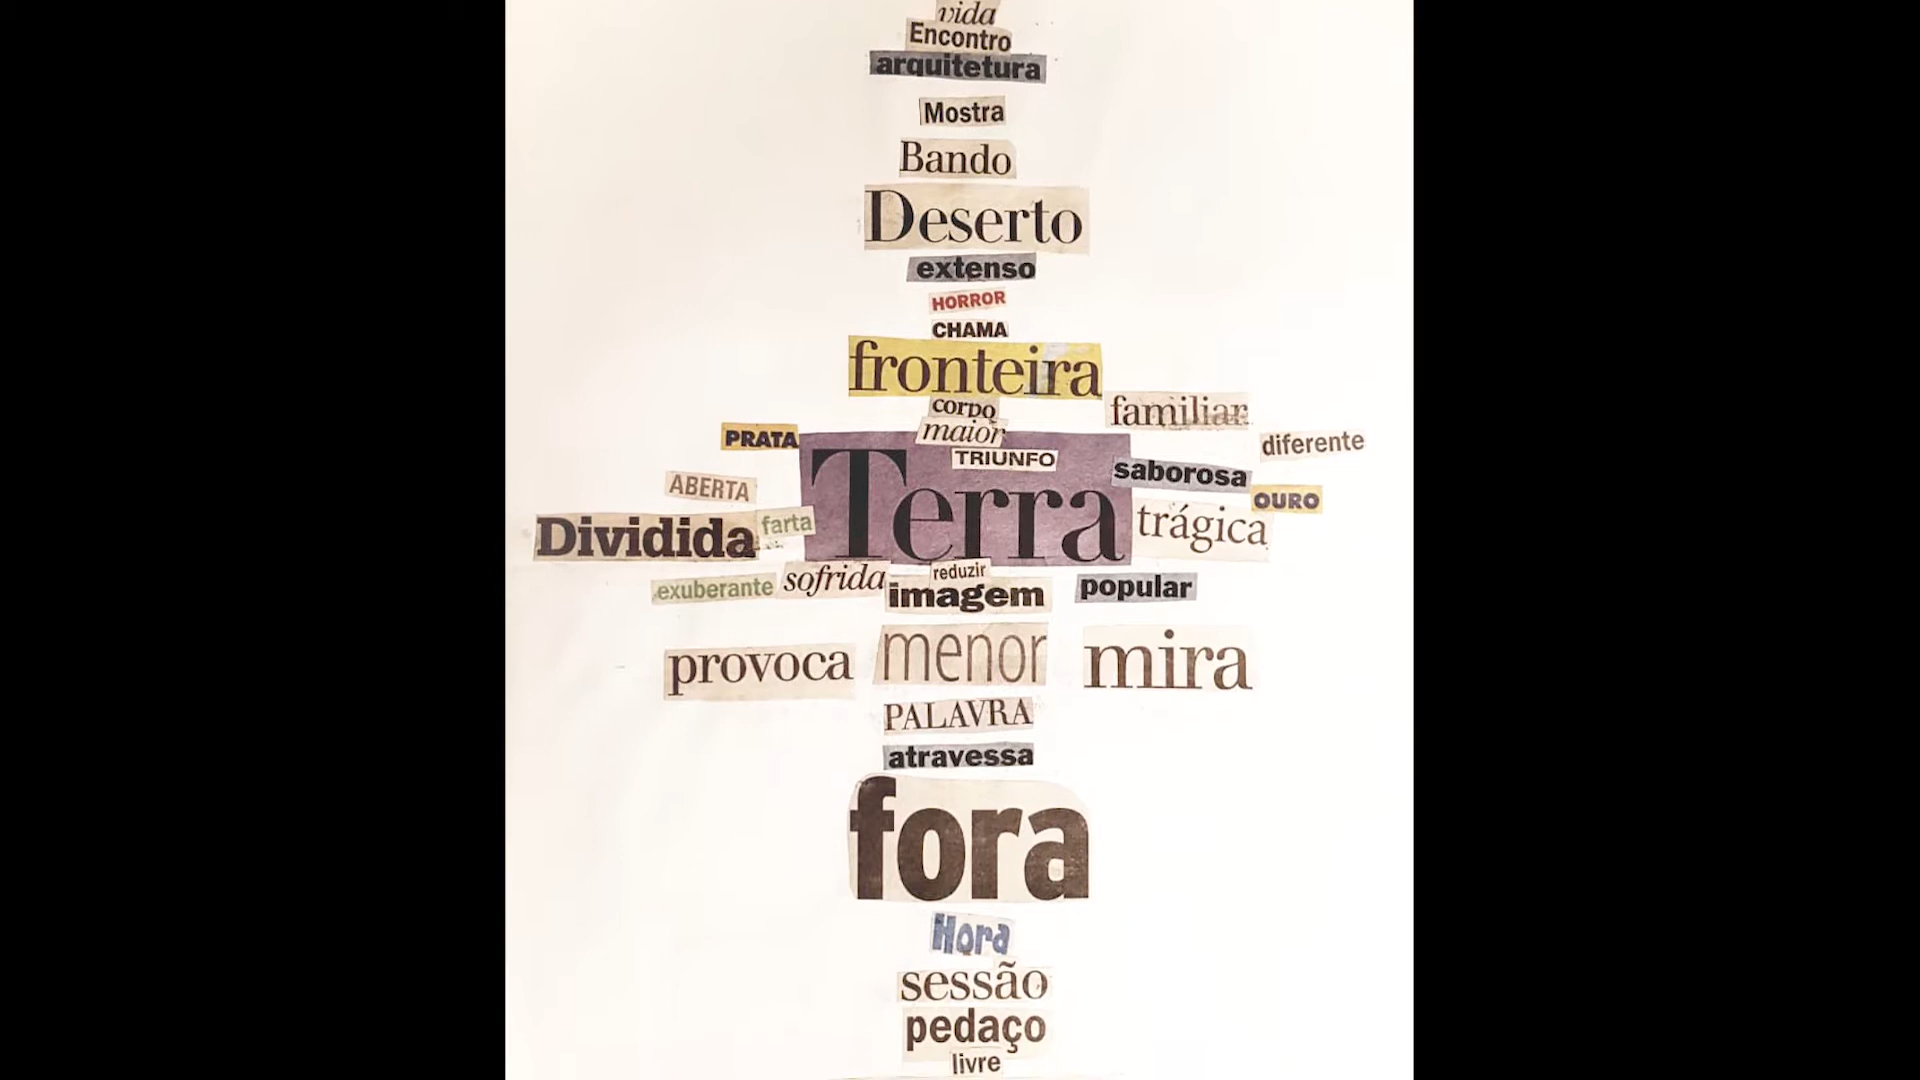 vida
Encontro
arquitetura
Mostra
Bando
Deserto
extenso
HORROR
CHAMA
fronteira
corpo
familiar
maior
PRATA
diferente
TRIUNFO
saborosa
ABERTA
OURO
Terra
Dividida
farta
trágica
exuberante
sofrida
reduzir
imagem
popular
provoca
menor
mira
PALAVRA
atravessa
fora
Hora
sessão
pedaço
livre